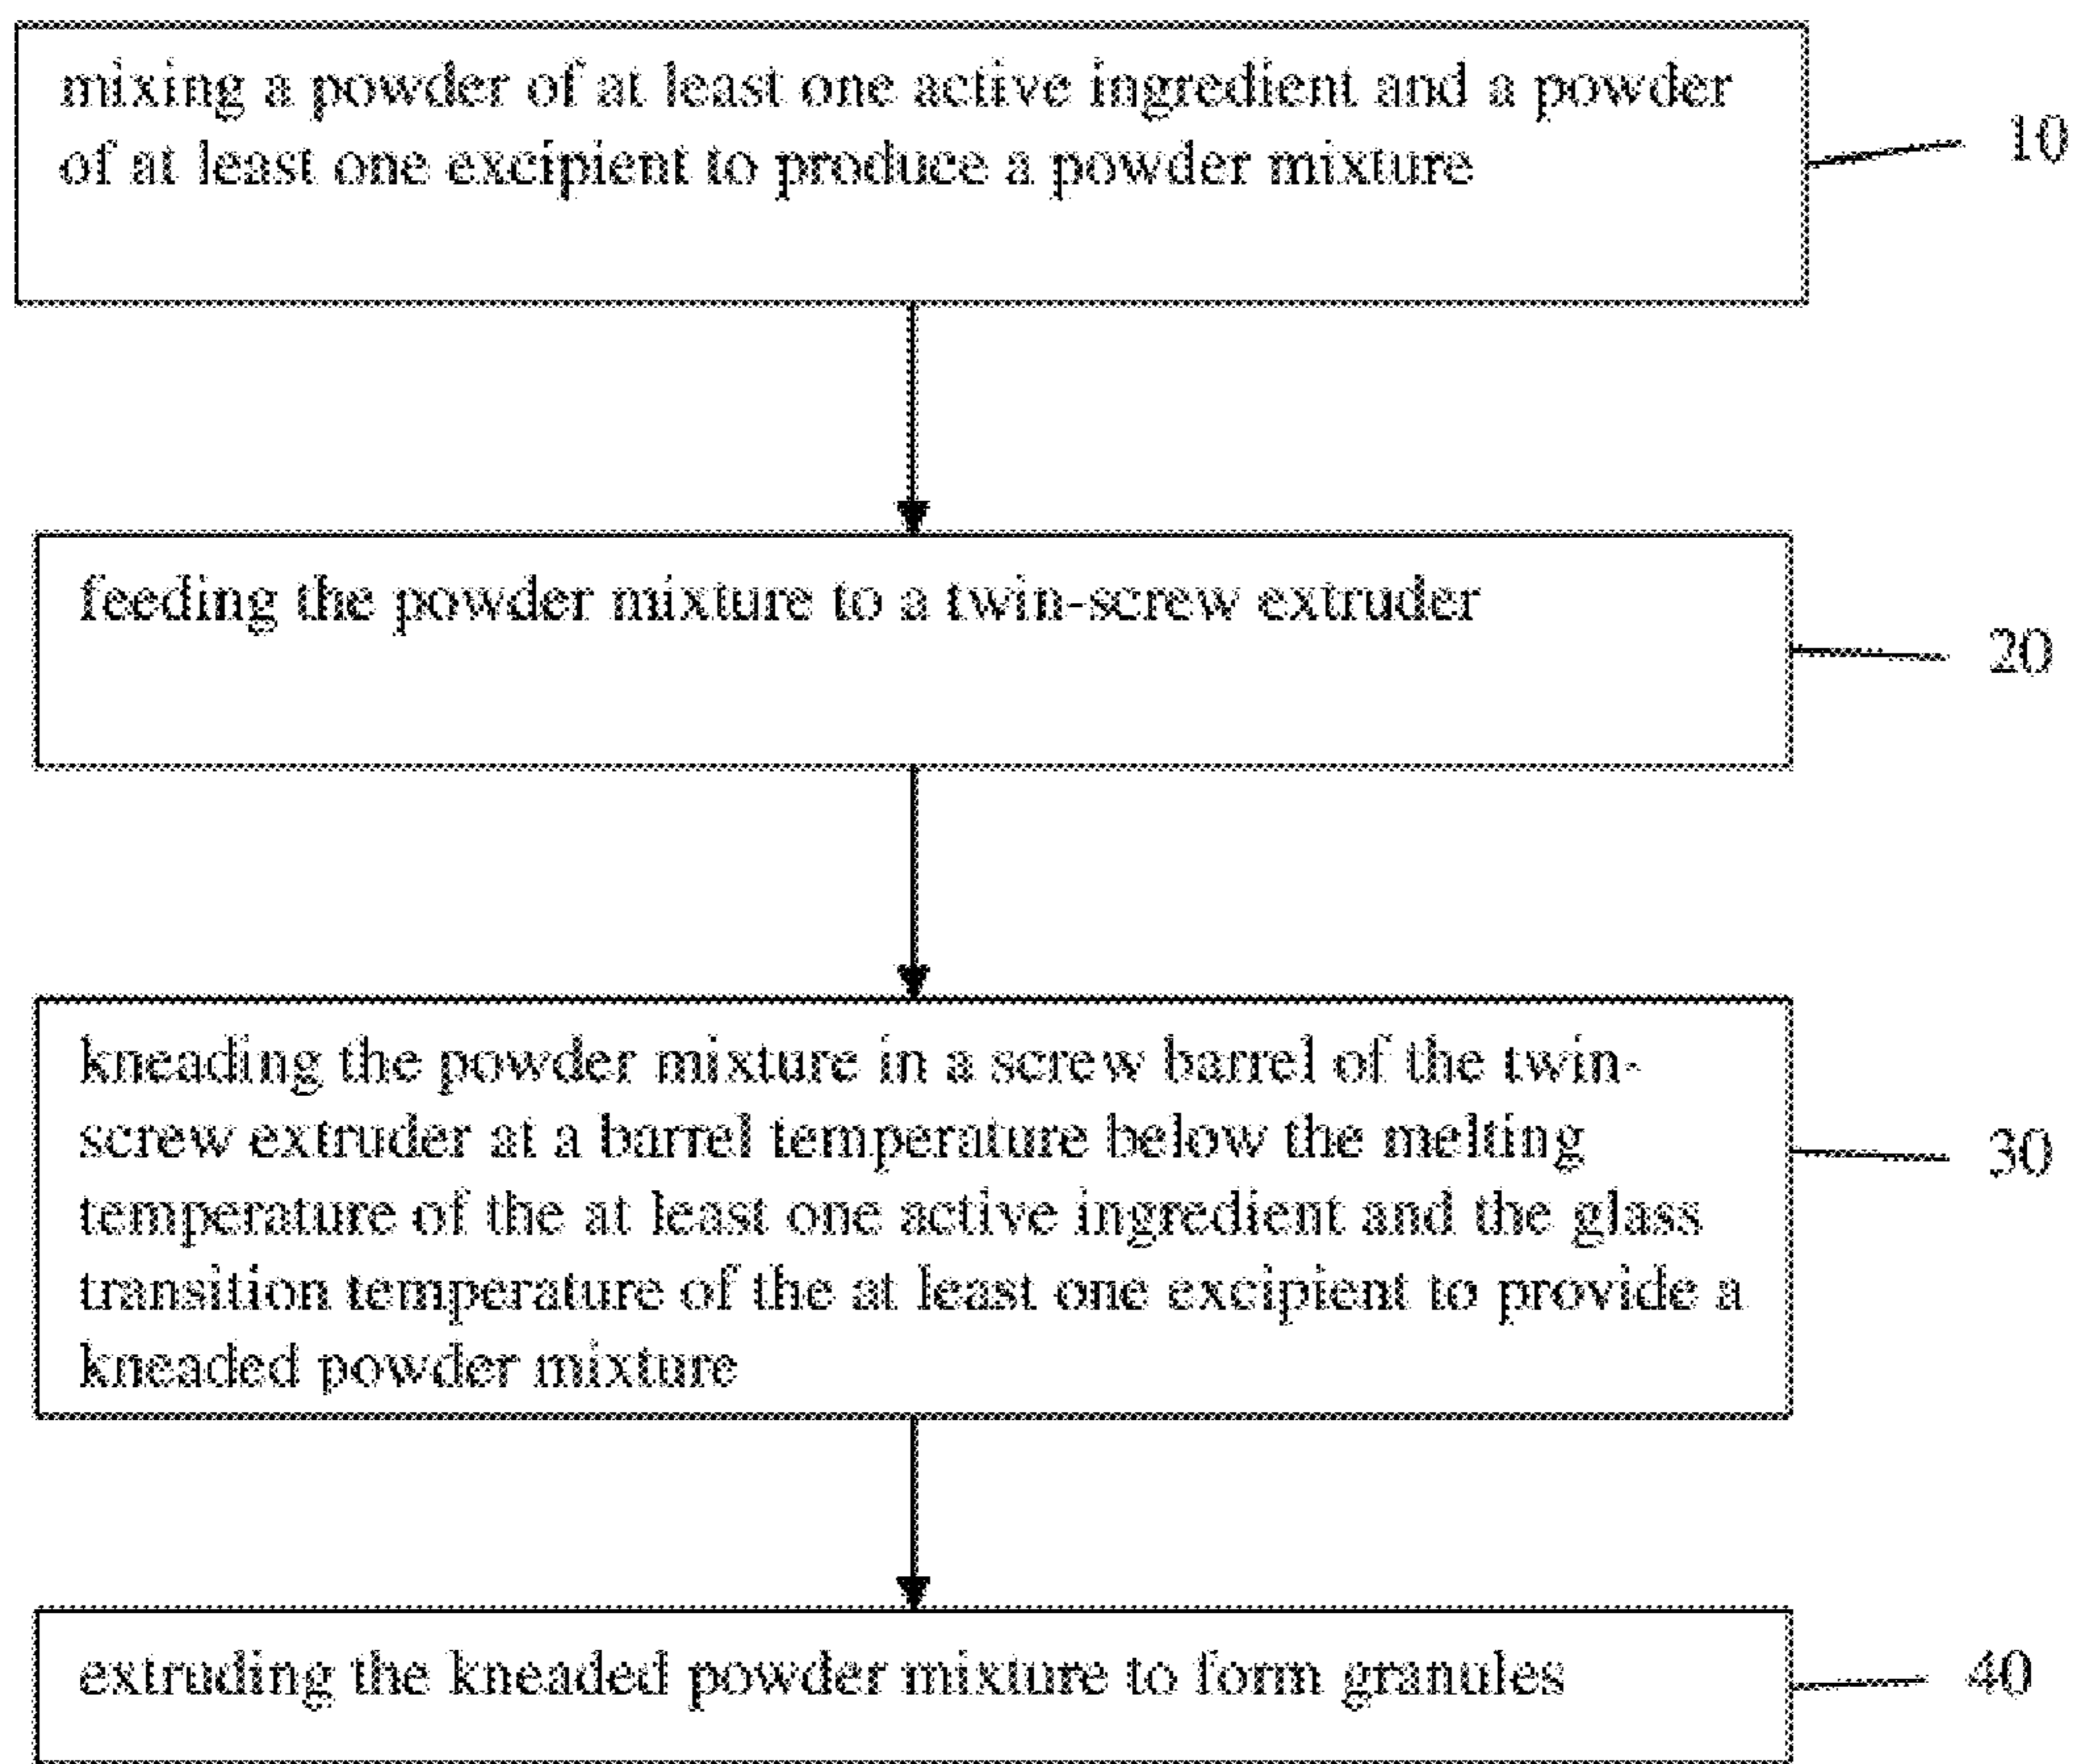 mixing a powder of at least one active ingredient and a powder
of at least one excipient to produce a powder mixture
10
feeding the powder mixture to a twin-screw extruder
20
kneading the powder mixture in a screw barrel of the twin-
screw extruder at a barrel temperature below the melting
temperature of the at least one active ingredient and the glass
transition temperature of the at least one excipient to provide a
kneaded powder mixture
30
extruding the kneaded powder mixture to form granules
40